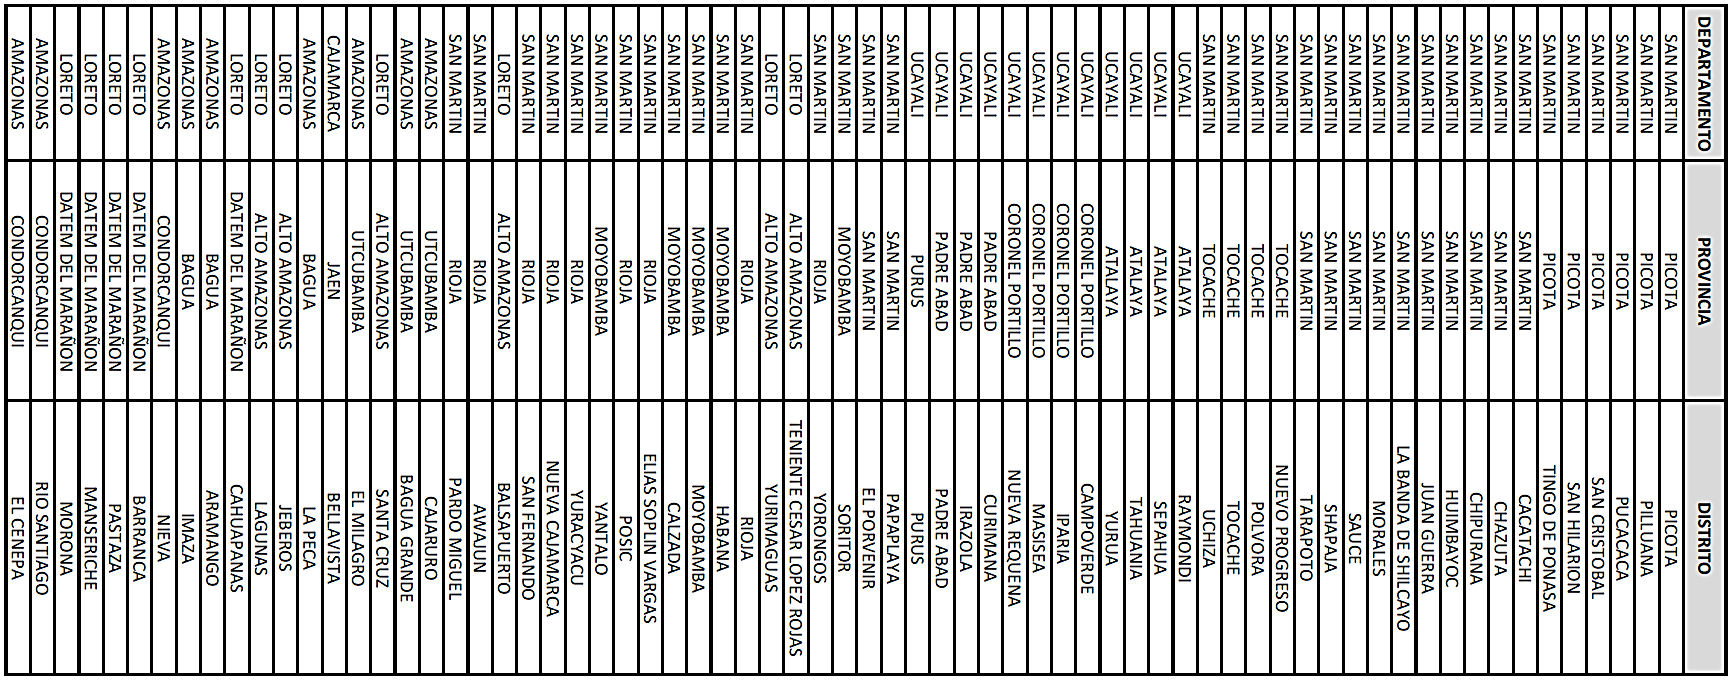 DEPARTAMENTO PROVINCIA DISTRITO
SAN MARTIN PICOTA PICOTA
SAN MARTIN PICOTA PILLUANA
SAN MARTIN PICOTA PUCACACA
SAN MARTIN PICOTA SAN CRISTOBAL
SAN MARTIN PICOTA SAN HILARION
SAN MARTIN PICOTA TINGO DE PONASA
SAN MARTIN SAN MARTIN CACATACHI
SAN MARTIN SAN MARTIN CHAZUTA
SAN MARTIN SAN MARTIN CHIPURANA
SAN MARTIN SAN MARTIN HUIMBAYOC
SAN MARTIN SAN MARTIN JUAN GUERRA
SAN MARTIN SAN MARTIN LA BANDA DE SHILCAYO
SAN MARTIN SAN MARTIN MORALES
SAN MARTIN SAN MARTIN SAUCE
SAN MARTIN SAN MARTIN SHAPAJA
SAN MARTIN SAN MARTIN TARAPOTO
SAN MARTIN TOCACHE NUEVO PROGRESO
SAN MARTIN TOCACHE POLVORA
SAN MARTIN TOCACHE TOCACHE
SAN MARTIN TOCACHE UCHIZA
UCAYALI ATALAYA RAYMONDI
UCAYALI ATALAYA SEPAHUA
UCAYALI ATALAYA TAHUANIA
UCAYALI ATALAYA YURUA
UCAYALI CORONEL PORTILLO CAMPOVERDE
UCAYALI CORONEL PORTILLO IPARIA
UCAYALI CORONEL PORTILLO MASISEA
UCAYALI CORONEL PORTILLO NUEVA REQUENA
UCAYALI PADRE ABAD CURIMANA
UCAYALI PADRE ABAD IRAZOLA
UCAYALI PADRE ABAD PADRE ABAD
UCAYALI PURUS PURUS
SAN MARTIN SAN MARTIN PAPAPLAYA
SAN MARTIN SAN MARTIN EL PORVENIR
SAN MARTIN MOYOBAMBA SORITOR
SAN MARTIN RIOJA YORONGOS
LORETO ALTO AMAZONAS TENIENTE CESAR LOPEZ ROJAS
LORETO ALTO AMAZONAS YURIMAGUAS
SAN MARTIN RIOJA RIOJA
SAN MARTIN MOYOBAMBA HABANA
SAN MARTIN MOYOBAMBA MOYOBAMBA
SAN MARTIN MOYOBAMBA CALZADA
SAN MARTIN RIOJA ELIAS SOPLIN VARGAS
SAN MARTIN RIOJA POSIC
SAN MARTIN MOYOBAMBA YANTALO
SAN MARTIN RIOJA YURACYACU
SAN MARTIN RIOJA NUEVA CAJAMARCA
SAN MARTIN RIOJA SAN FERNANDO
LORETO ALTO AMAZONAS BALSAPUERTO
SAN MARTIN RIOJA AWAJUN
SAN MARTIN RIOJA PARDO MIGUEL
AMAZONAS UTCUBAMBA CAJARURO
AMAZONAS UTCUBAMBA BAGUA GRANDE
LORETO ALTO AMAZONAS SANTA CRUZ
AMAZONAS UTCUBAMBA EL MILAGRO
CAJAMARCA JAEN BELLAVISTA
AMAZONAS BAGUA LA PECA
LORETO ALTO AMAZONAS JEBEROS
LORETO ALTO AMAZONAS LAGUNAS
LORETO DATEM DEL MARAÑON CAHUAPANAS
AMAZONAS BAGUA ARAMANGO
AMAZONAS BAGUA IMAZA
AMAZONAS CONDORCANQUI NIEVA
LORETO DATEM DEL MARAÑON BARRANCA
LORETO DATEM DEL MARAÑON PASTAZA
LORETO DATEM DEL MARAÑON MANSERICHE
LORETO DATEM DEL MARAÑON MORONA
AMAZONAS CONDORCANQUI RIO SANTIAGO
AMAZONAS CONDORCANQUI EL CENEPA